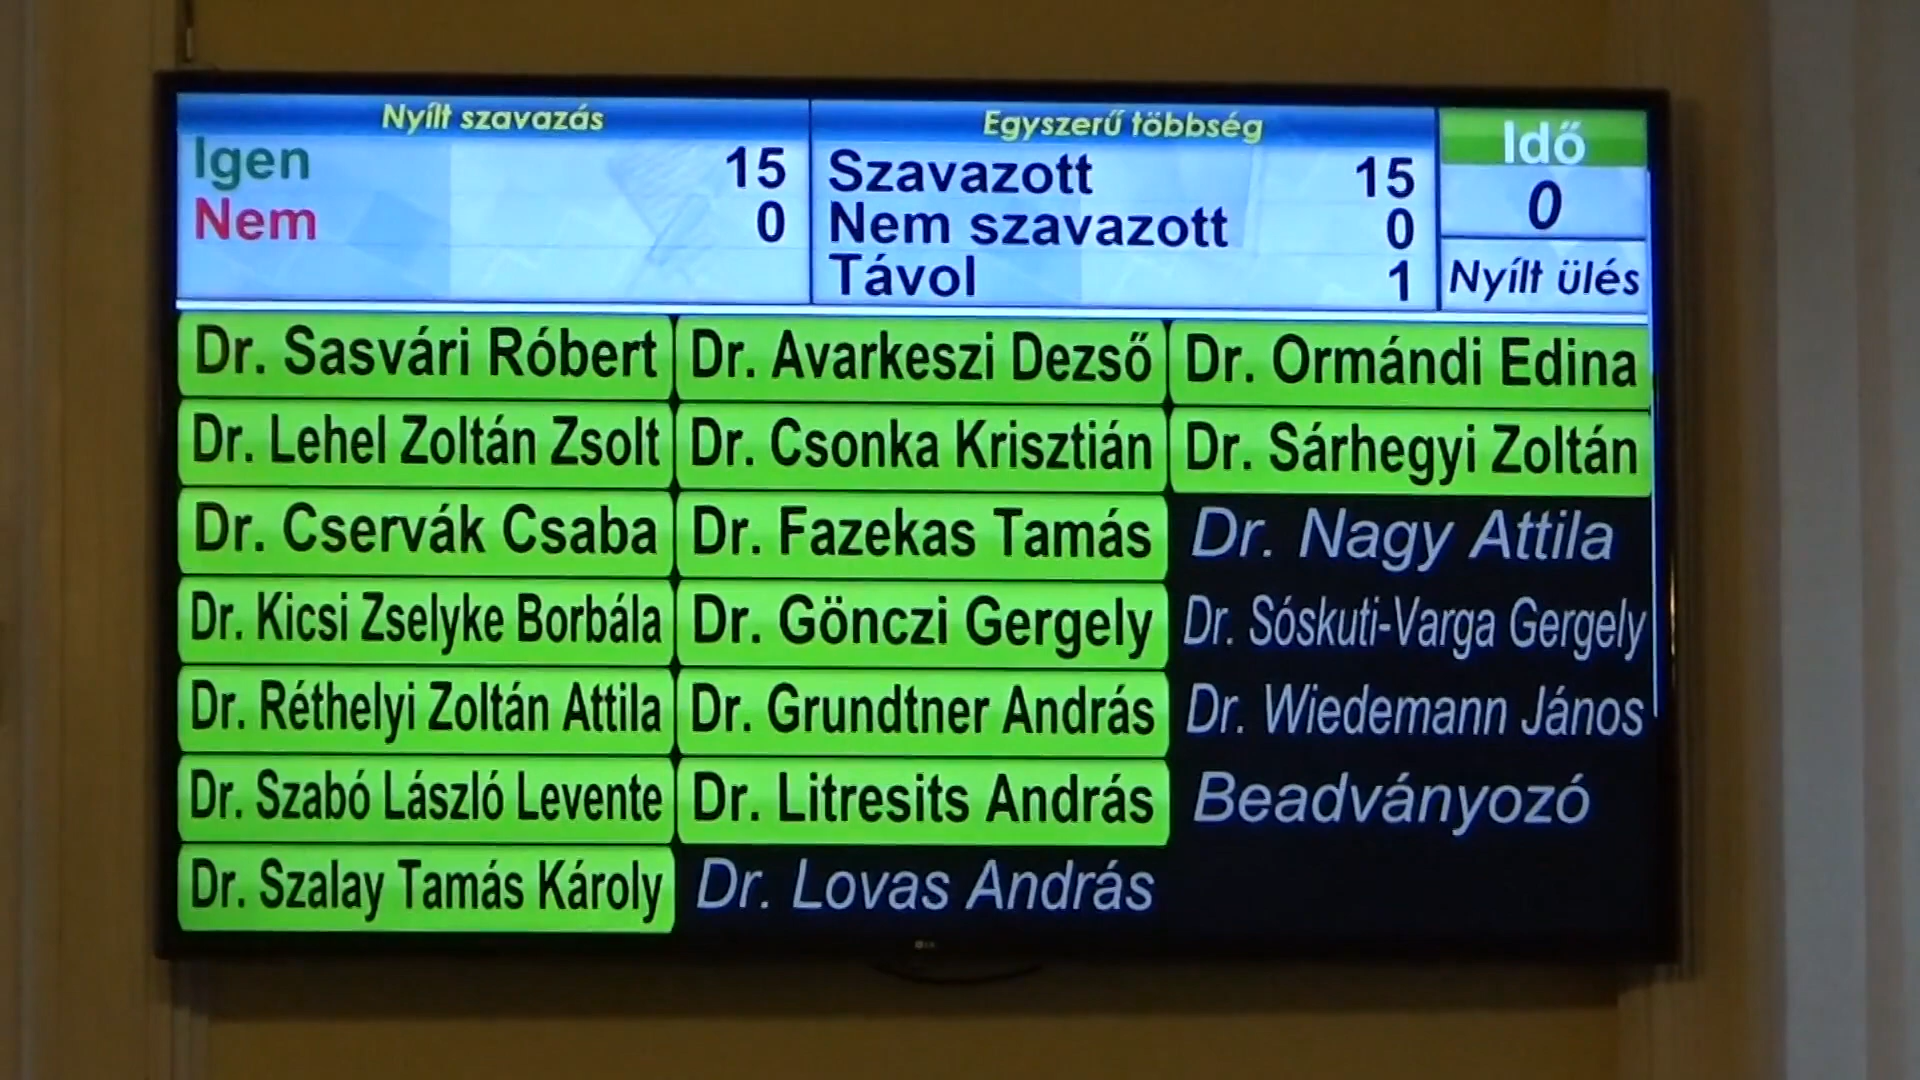 Nyílt szavazás
Igen 15
Nem 0
Egyszerű többség
Szavazott 15
Nem szavazott 0
Távol 1
Idő
0
Nyílt ülés
Dr. Sasvári Róbert Dr. Avarkeszi Dezső Dr. Ormándi Edina
Dr. Lehel Zoltán Zsolt Dr. Csonka Krisztián Dr. Sárhegyi Zoltán
Dr. Cservák Csaba Dr. Fazekas Tamás Dr. Nagy Attila
Dr. Kicsi Zselyke Borbála Dr. Gönczi Gergely Dr. Sóskuti-Varga Gergely
Dr. Réthelyi Zoltán Attila Dr. Grundtner András Dr. Wiedemann János
Dr. Szabó László Levente Dr. Litresits András Beadványozó
Dr. Szalay Tamás Károly Dr. Lovas András
LG